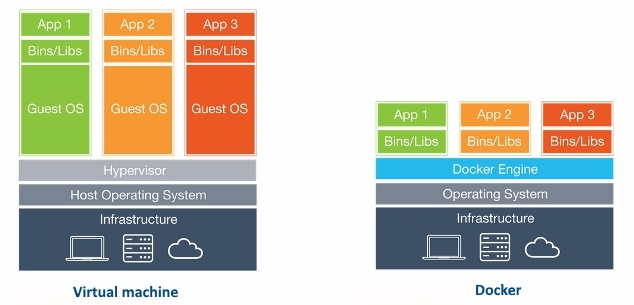 App 1 App 2 App 3
Bins/Libs Bins/Libs Bins/Libs
Guest OS Guest OS Guest OS
Hypervisor
Host Operating System
Infrastructure
Virtual machine
App 1 App 2 App 3
Bins/Libs Bins/Libs Bins/Libs
Docker Engine
Operating System
Infrastructure
Docker